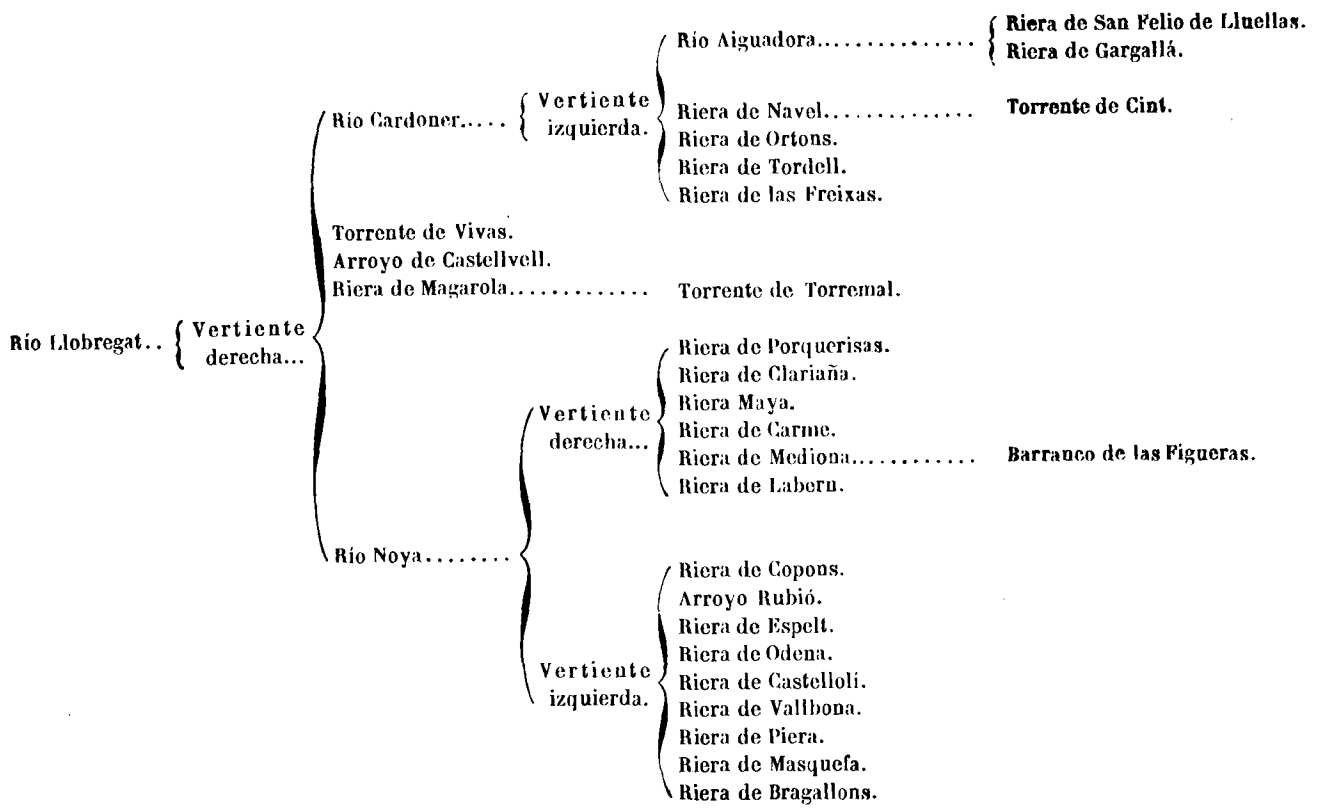 Río Llobregat.. Vertiente derecha...
Río Cardoner..... Vertiente izquierda.
Río Aiguadora...............
Riera de San Felio de Lluellas.
Riera de Gargallá.
Riera de Navel.............. Torrente de Cint.
Riera de Ortons.
Riera de Tordell.
Riera de las Freixas.
Torrente de Vivas.
Arroyo de Castellvell.
Riera de Magarola............. Torrente de Torremal.
Río Noya........
Vertiente derecha...
Riera de Porquerisas.
Riera de Clariaña.
Riera Maya.
Riera de Carme.
Riera de Mediona............ Barranco de las Figueras.
Riera de Labern.
Vertiente izquierda.
Riera de Copons.
Arroyo Rubió.
Riera de Espelt.
Riera de Odena.
Riera de Castellolí.
Riera de Vallbona.
Riera de Piera.
Riera de Masquefa.
Riera de Bragallons.